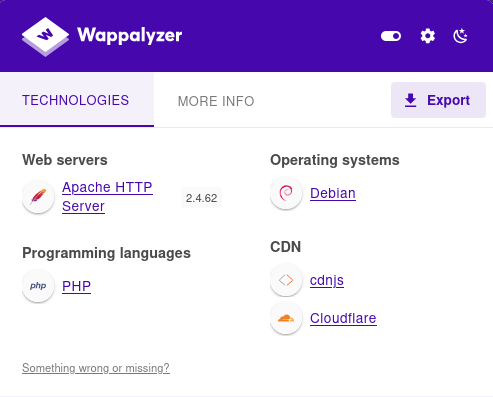 Wappalyzer
TECHNOLOGIES
MORE INFO
Export
Web servers
Apache HTTP
Server
2.4.62
Programming languages
php
PHP
Operating systems
Debian
CDN
cdnjs
Cloudflare
Something wrong or missing?